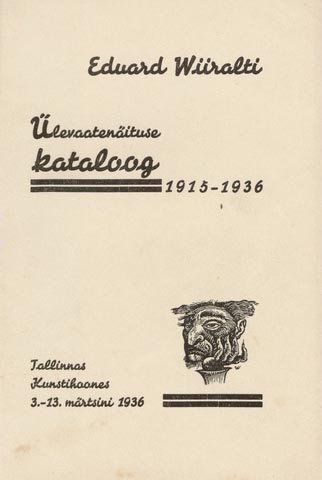 Eduard Wiiralti
Ülevaatenäituse
kataloog
1915-1936
Tallinnas
Kunstihoones
3.-13. märtsini 1936